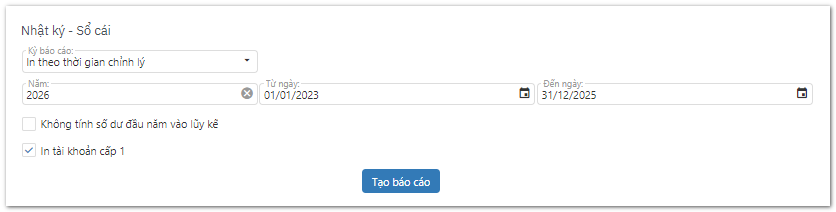 Nhật ký - Sổ cái
Kỳ báo cáo:
In theo thời gian chỉnh lý
Năm: Từ ngày: Đến ngày:
2026 01/01/2023 31/12/2025
Không tính số dư đầu năm vào lũy kế
In tài khoản cấp 1
Tạo báo cáo